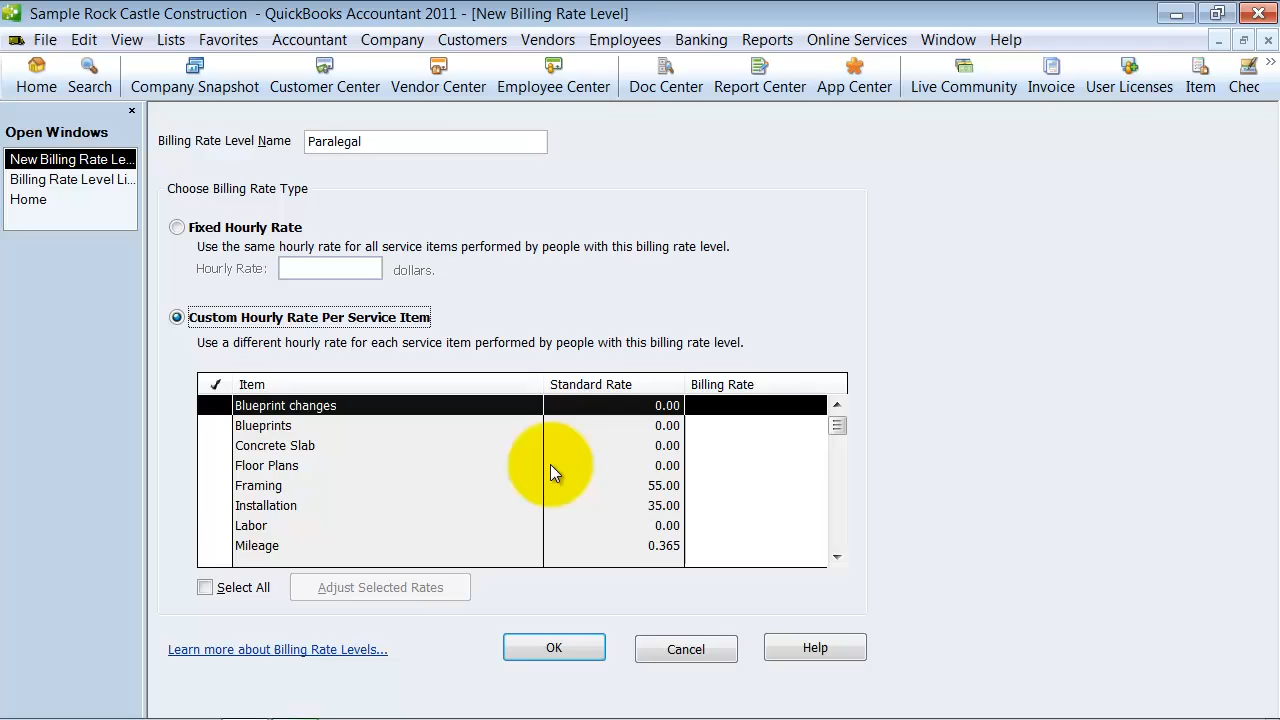 Sample Rock Castle Construction - QuickBooks Accountant 2011 - [New Billing Rate Level]
File Edit View Lists Favorites Accountant Company Customers Vendors Employees Banking Reports Online Services Window Help
Home Search Company Snapshot Customer Center Vendor Center Employee Center Doc Center Report Center App Center Live Community Invoice User Licenses Item Chec
Open Windows
New Billing Rate Le...
Billing Rate Level Li...
Home
Billing Rate Level Name Paralegal
Choose Billing Rate Type
Fixed Hourly Rate
Use the same hourly rate for all service items performed by people with this billing rate level.
Hourly Rate: dollars.
Custom Hourly Rate Per Service Item
Use a different hourly rate for each service item performed by people with this billing rate level.
✓ Item Standard Rate Billing Rate
Blueprint changes 0.00
Blueprints 0.00
Concrete Slab 0.00
Floor Plans 0.00
Framing 55.00
Installation 35.00
Labor 0.00
Mileage 0.365
Select All Adjust Selected Rates
Learn more about Billing Rate Levels... OK Cancel Help